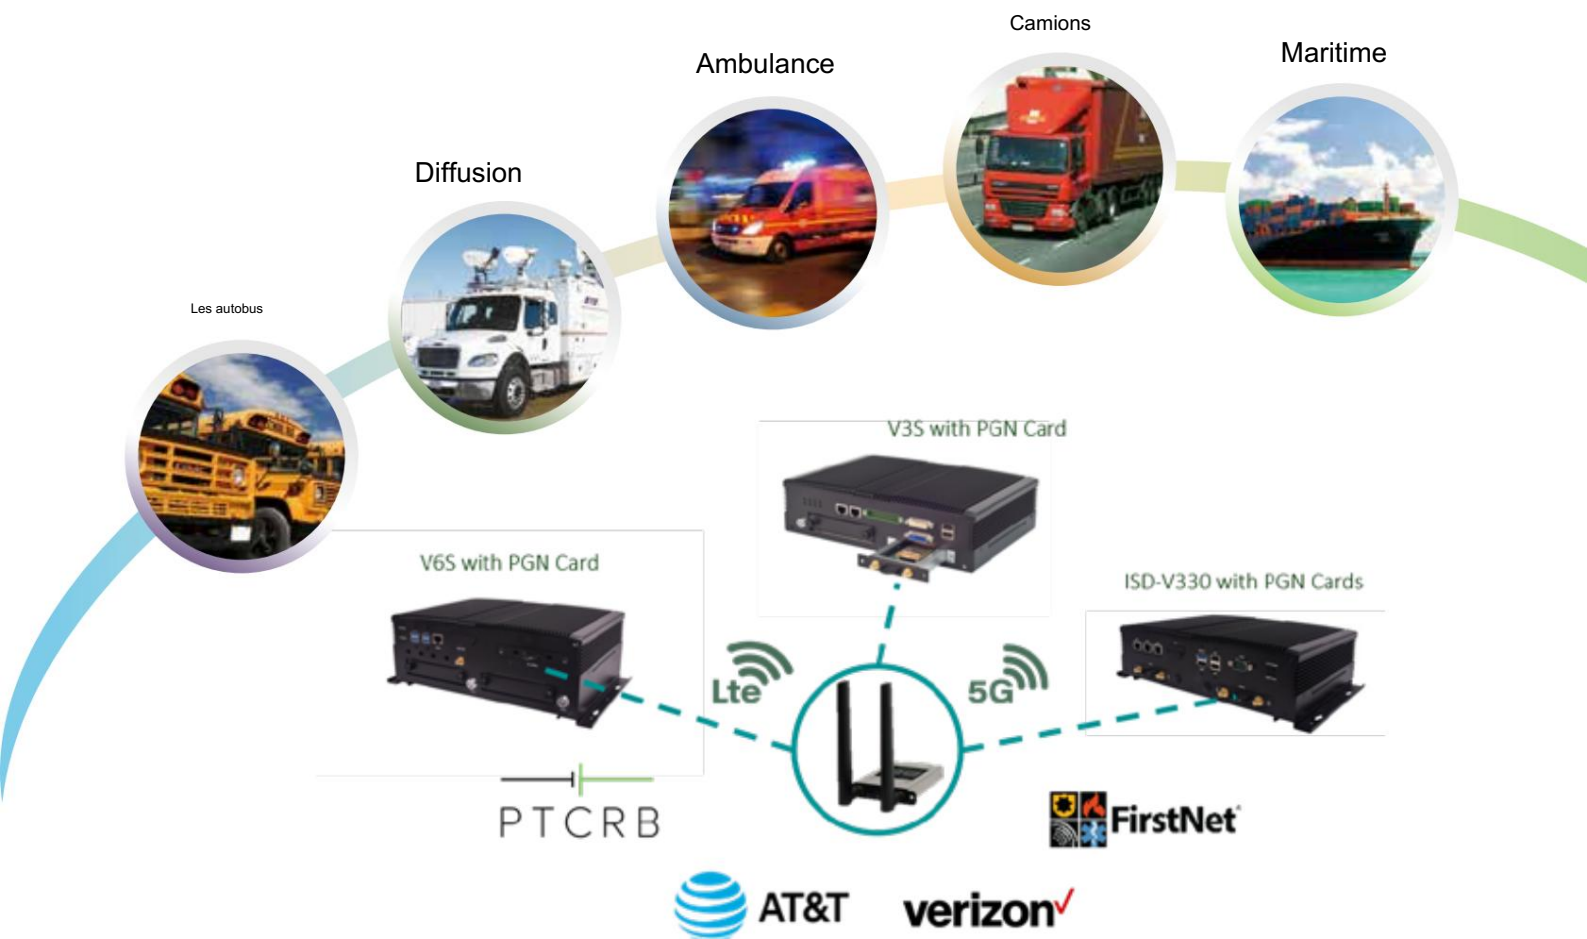 Camions
Maritime
Ambulance
Diffusion
Les autobus
V3S with PGN Card
V6S with PGN Card
ISD-V330 with PGN Cards
Lte
5G
PTCRB
FirstNet
AT&T
verizon